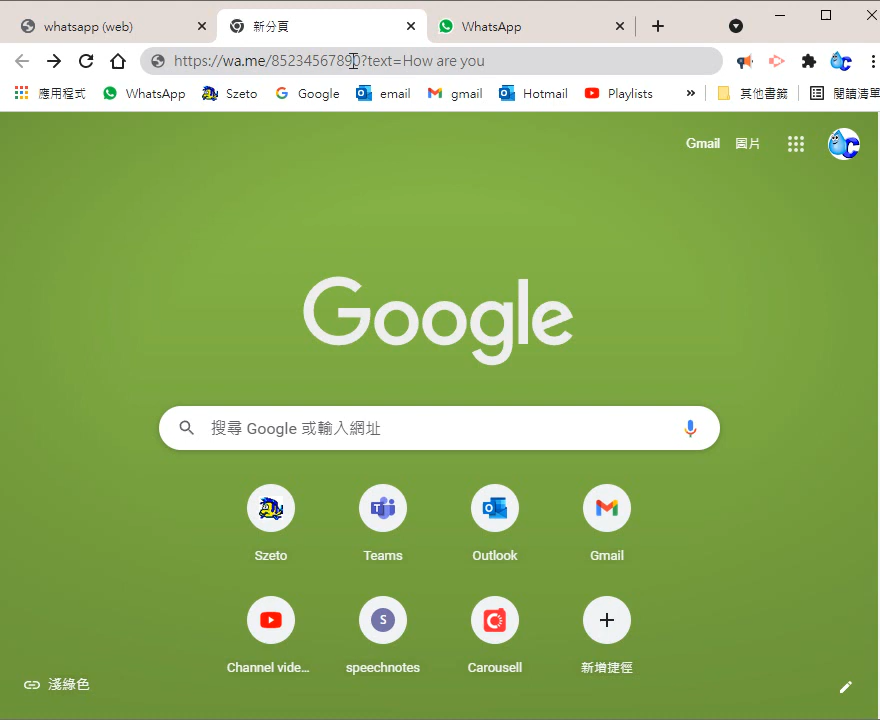 whatsapp (web)
新分頁
WhatsApp
https://wa.me/85234567890?text=How are you
應用程式
WhatsApp
Szeto
Google
email
gmail
Hotmail
Playlists
»
其他書籤
閱讀清單
Gmail
圖片
Google
搜尋 Google 或輸入網址
Szeto
Teams
Outlook
Gmail
S
Channel vide...
speechnotes
Carousell
新增捷徑
淺綠色